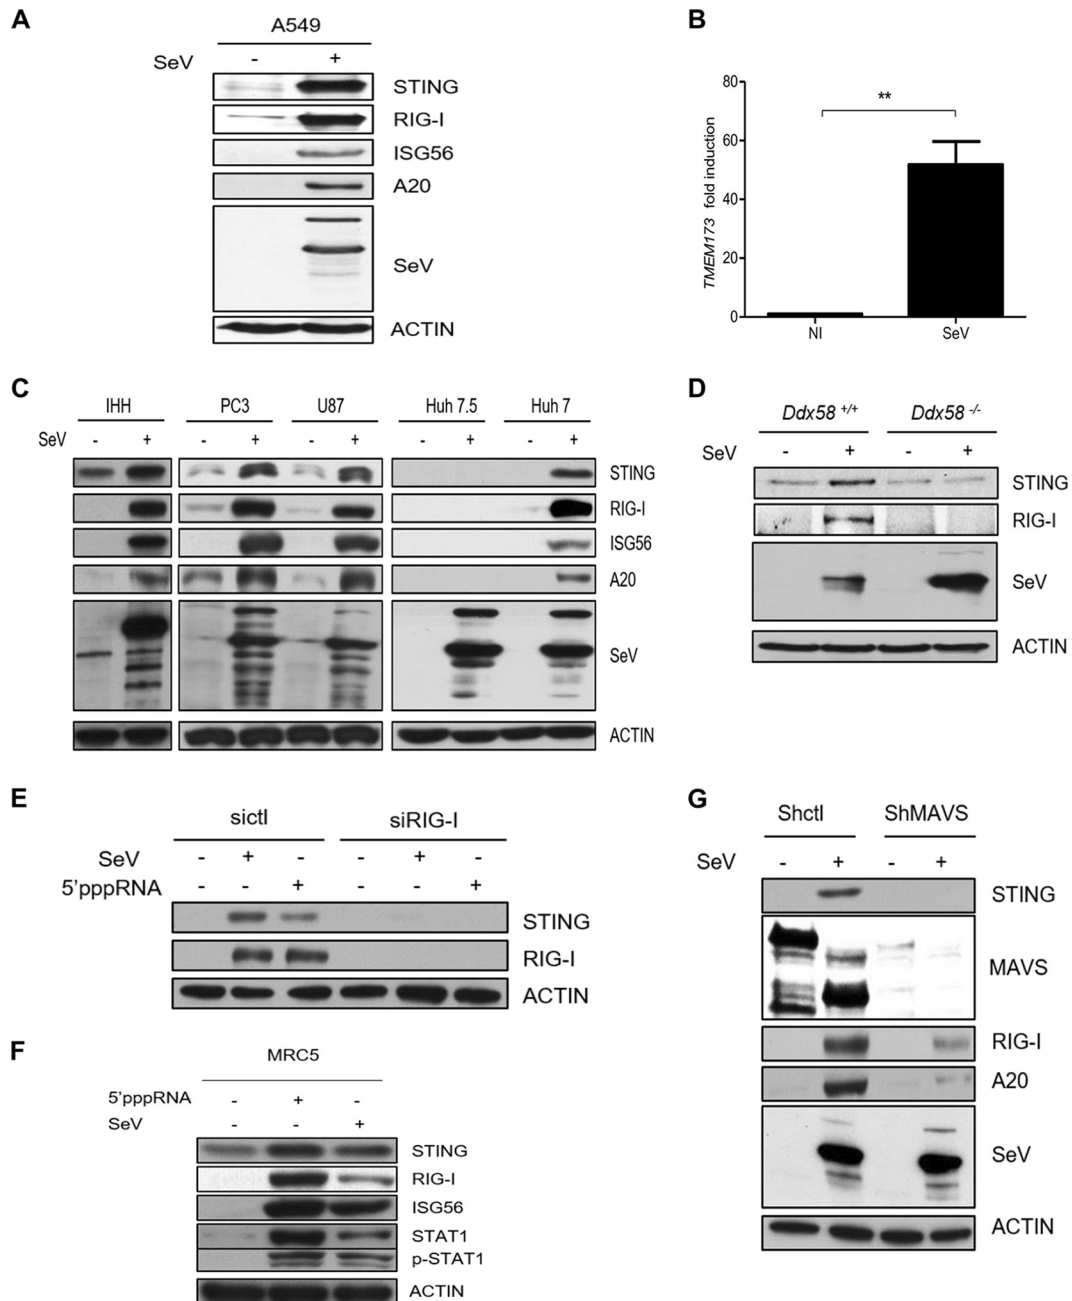 A
A549
SeV - +
STING
RIG-I
ISG56
A20
SeV
ACTIN
B
80
60
40
20
0
TMEM173 fold induction
**
NI SeV
C
IHH PC3 U87 Huh 7.5 Huh 7
SeV - + - + - + - + - +
STING
RIG-I
ISG56
A20
SeV
ACTIN
D
Ddx58 +/+ Ddx58 -/-
SeV - + - +
STING
RIG-I
SeV
ACTIN
E
sictl siRIG-I
SeV - + - - + -
5'pppRNA - - + - - +
STING
RIG-I
ACTIN
F
MRC5
5'pppRNA - + -
SeV - - +
STING
RIG-I
ISG56
STAT1
p-STAT1
ACTIN
G
Shctl ShMAVS
SeV - + - +
STING
MAVS
RIG-I
A20
SeV
ACTIN